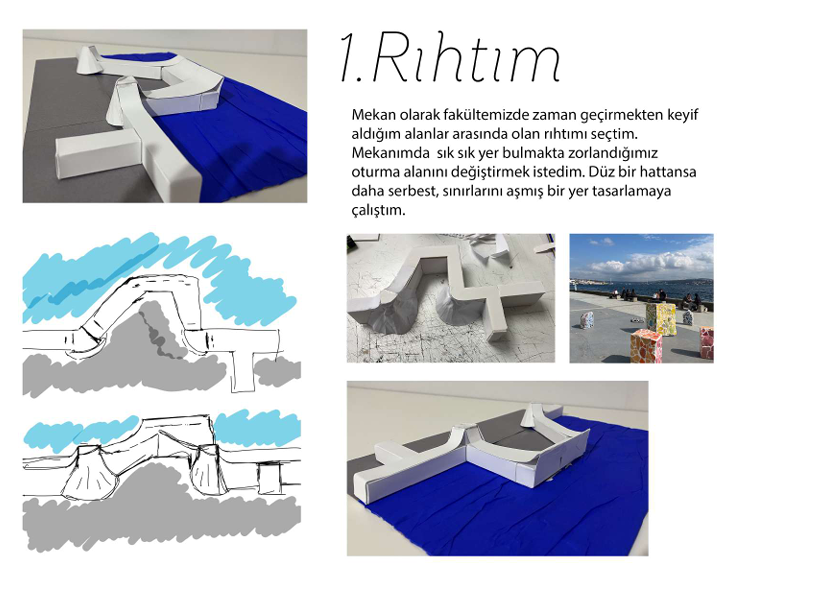 1.Rıhtım
Mekan olarak fakültemizde zaman geçirmekten keyif
aldığım alanlar arasında olan rıhtımı seçtim.
Mekanımda sık sık yer bulmakta zorlandığımız
oturma alanını değiştirmek istedim. Düz bir hattansa
daha serbest, sınırlarını aşmış bir yer tasarlamaya
çalıştım.